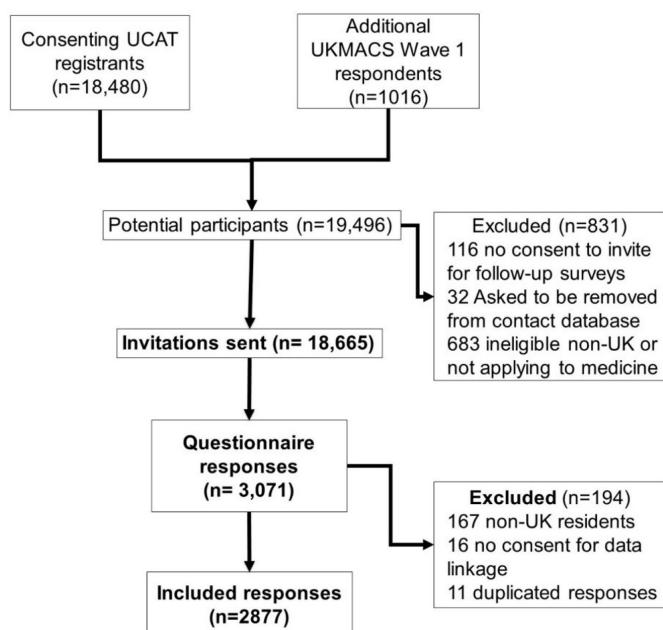 Consenting UCAT
registrants
(n=18,480)
Additional
UKMACS Wave 1
respondents
(n=1016)
Potential participants (n=19,496)
Excluded (n=831)
116 no consent to invite
for follow-up surveys
32 Asked to be removed
from contact database
683 ineligible non-UK or
not applying to medicine
Invitations sent (n= 18,665)
Questionnaire
responses
(n= 3,071)
Excluded (n=194)
167 non-UK residents
16 no consent for data
linkage
11 duplicated responses
Included responses
(n=2877)